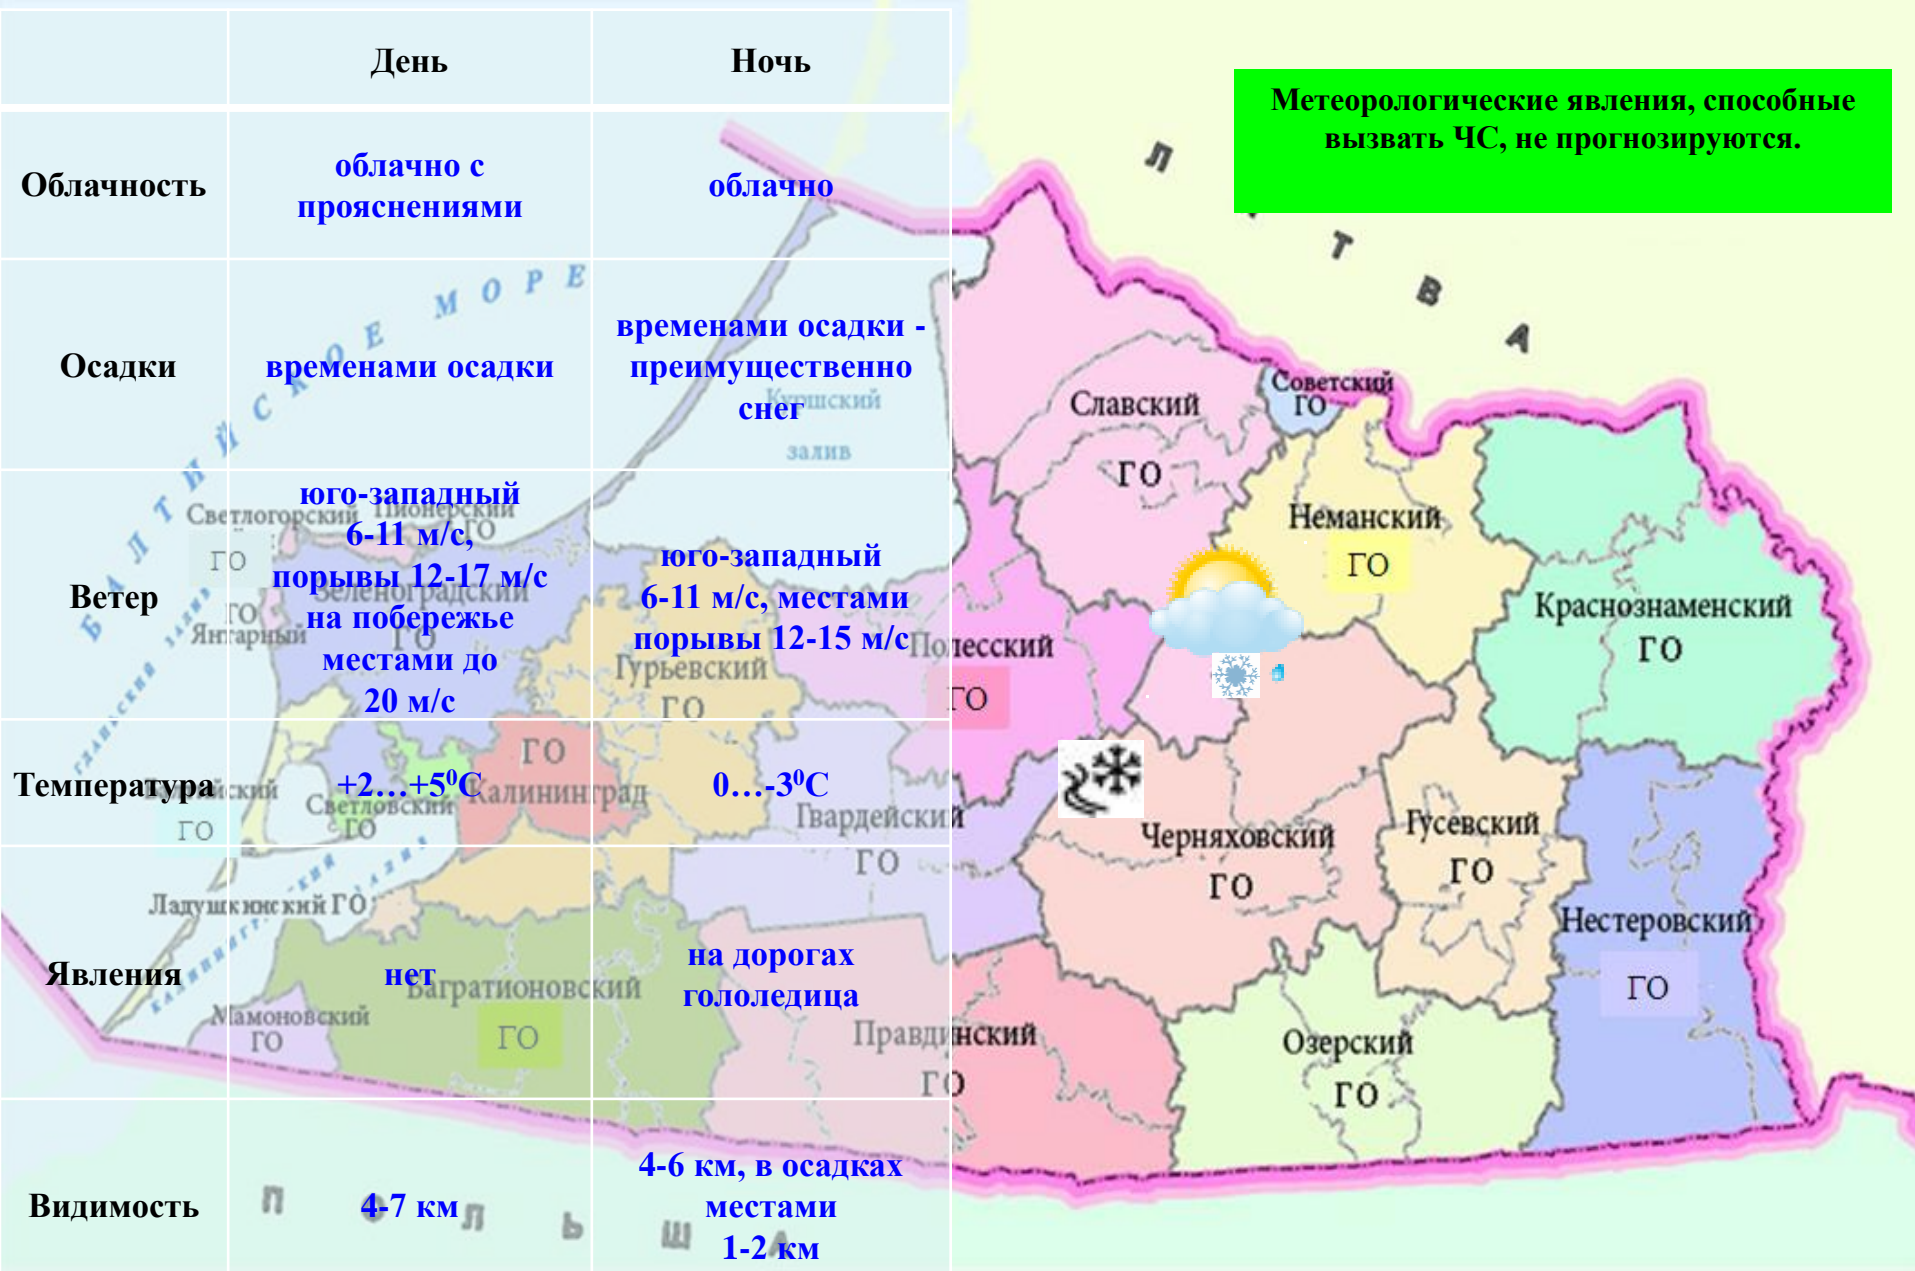 День
Ночь
Облачность
облачно с
прояснениями
облачно
Осадки
временами осадки
временами осадки -
преимущественно
снег
Ветер
юго-западный
6-11 м/с,
порывы 12-17 м/с
на побережье
местами до
20 м/с
юго-западный
6-11 м/с, местами
порывы 12-15 м/с
Температура
+2…+5⁰С
0…-3⁰С
Явления
нет
на дорогах
гололедица
Видимость
4-7 км
4-6 км, в осадках
местами
1-2 км
Метеорологические явления, способные
вызвать ЧС, не прогнозируются.
БАЛТИЙСКОЕ МОРЕ
Куршский
залив
Светлогорский
ГО
Пионерский
ГО
Зеленоградский
ГО
ГО
Янтарный
Гурьевский
ГО
Полесский
ГО
Славский
ГО
Советский
ГО
Неманский
ГО
Краснознаменский
ГО
ГО
Калининград
Светловский
ГО
ГО
Гвардейский
ГО
Черняховский
ГО
Гусевский
ГО
Нестеровский
ГО
Ладушкинский ГО
Мамоновский
ГО
Багратионовский
ГО
Правдинский
ГО
Озерский
ГО
ПОЛЬША